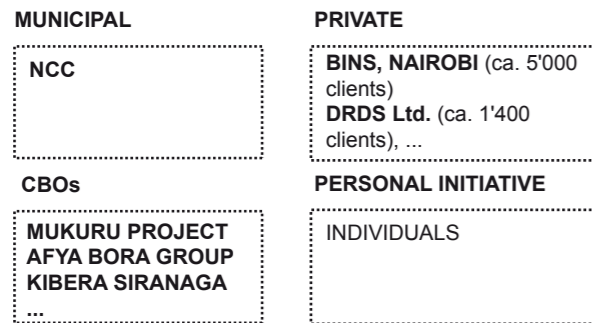 MUNICIPAL
NCC
PRIVATE
BINS, NAIROBI (ca. 5'000
clients)
DRDS Ltd. (ca. 1'400
clients), ...
CBOs
MUKURU PROJECT
AFYA BORA GROUP
KIBERA SIRANAGA
...
PERSONAL INITIATIVE
INDIVIDUALS